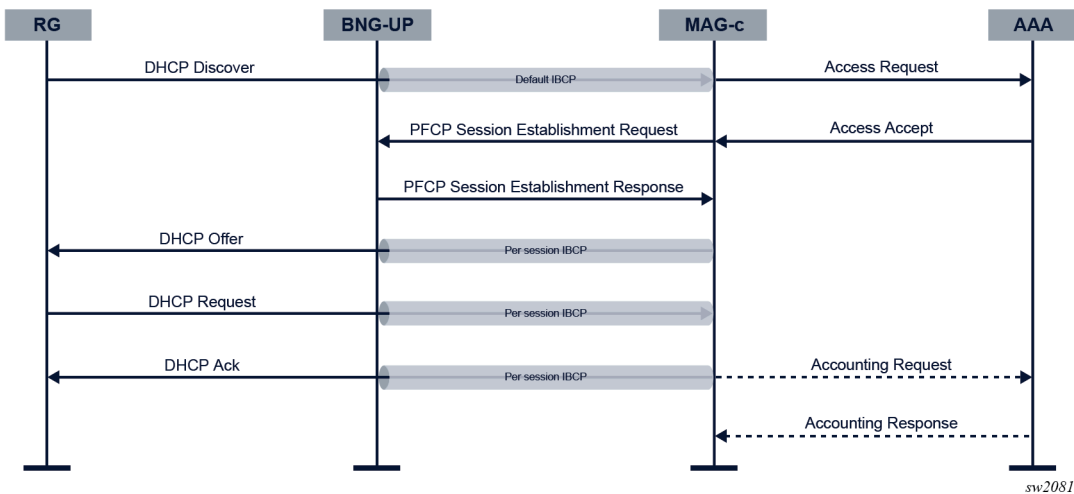 RG BNG-UP MAG-c AAA
DHCP Discover Default IBCP Access Request
PFCP Session Establishment Request Access Accept
PFCP Session Establishment Response
DHCP Offer Per session IBCP
DHCP Request Per session IBCP
DHCP Ack Per session IBCP Accounting Request
Accounting Response
sw2081